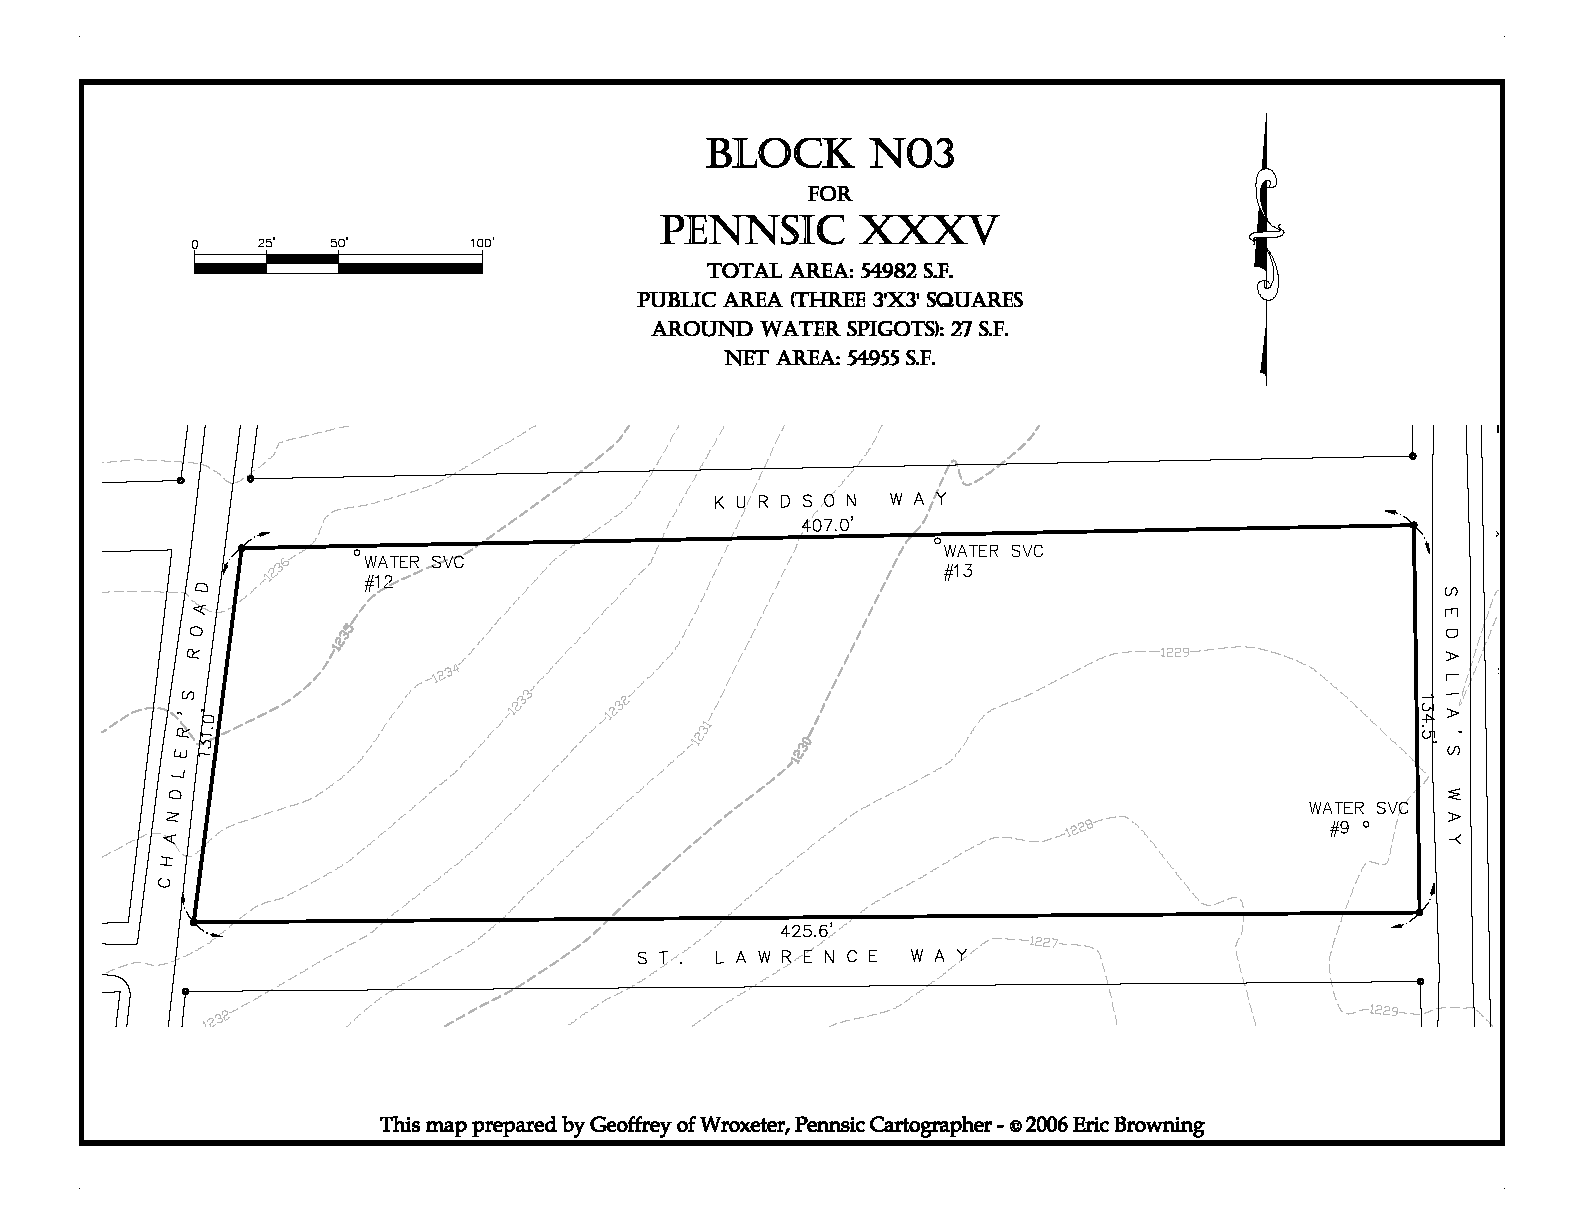 BLOCK N03
FOR
PENNSIC XXXV
TOTAL AREA: 54982 S.F.
PUBLIC AREA (THREE 3'X3' SQUARES
AROUND WATER SPIGOTS): 27 S.F.
NET AREA: 54955 S.F.
0 25' 50' 100'
KURDSON WAY
407.0'
WATER SVC
#12
WATER SVC
#13
1236
1235
1234
1233
1232
1231
1230
1229
1228
CHANDLER'S ROAD
131.0'
SEDALIA'S WAY
134.5'
WATER SVC
#9
425.6'
ST. LAWRENCE WAY
1227
1232
1229
This map prepared by Geoffrey of Wroxeter, Pennsic Cartographer - © 2006 Eric Browning